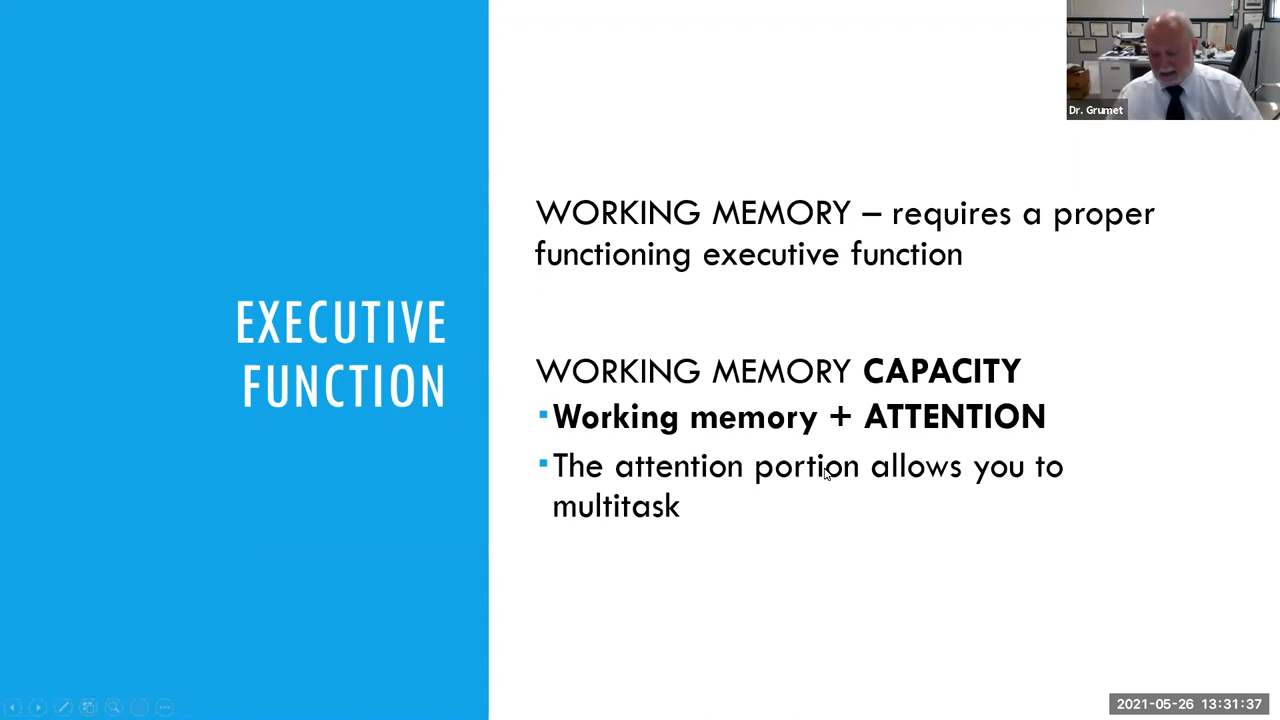 Dr. Grumet
EXECUTIVE
FUNCTION
WORKING MEMORY – requires a proper
functioning executive function
WORKING MEMORY CAPACITY
▪Working memory + ATTENTION
▪The attention portion allows you to
multitask
2021-05-26 13:31:37